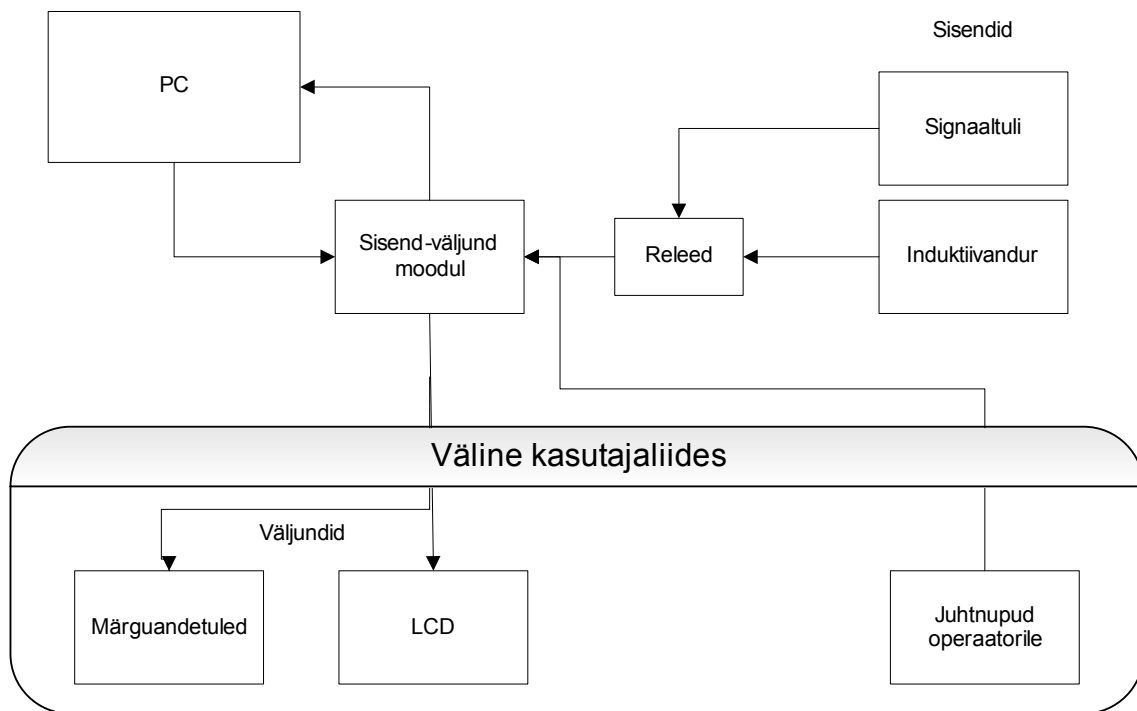 Sisendid
PC
Signaaltuli
Sisend-väljund
moodul
Releed
Induktiivandur
Väline kasutajaliides
Väljundid
Märguandetuled
LCD
Juhtnupud
operaatorile